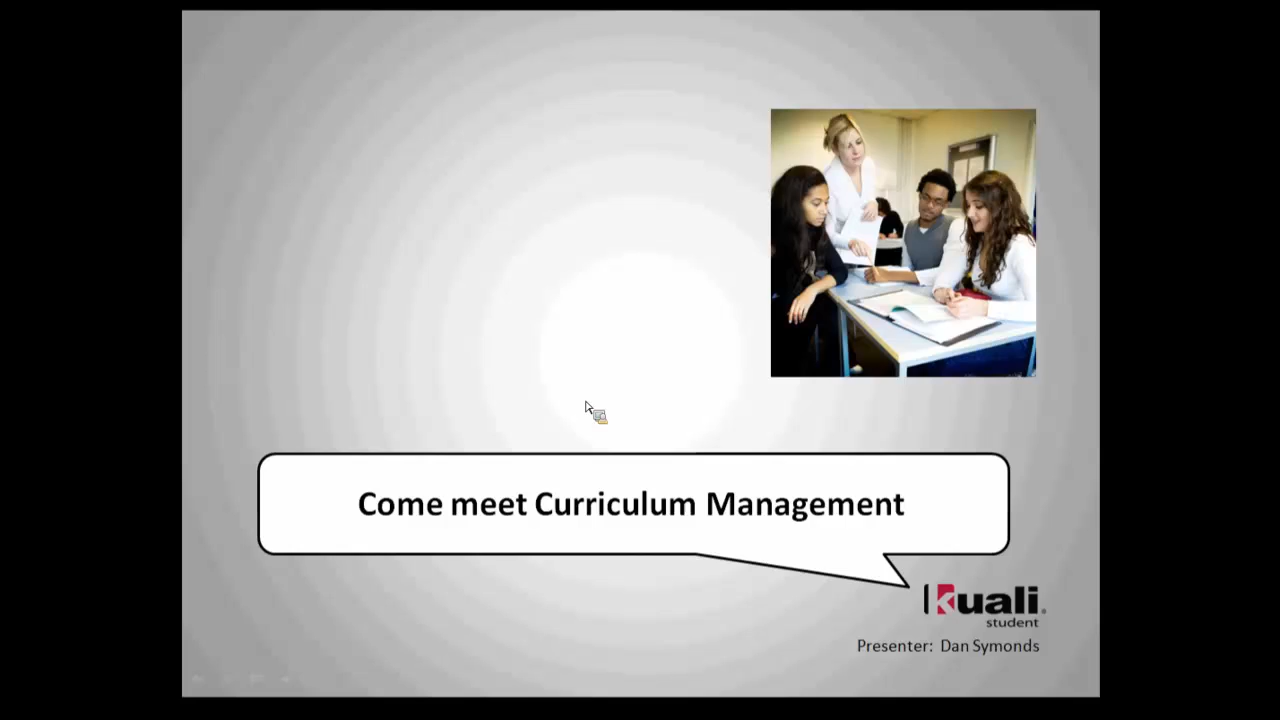 Come meet Curriculum Management
kuali
student
Presenter: Dan Symonds